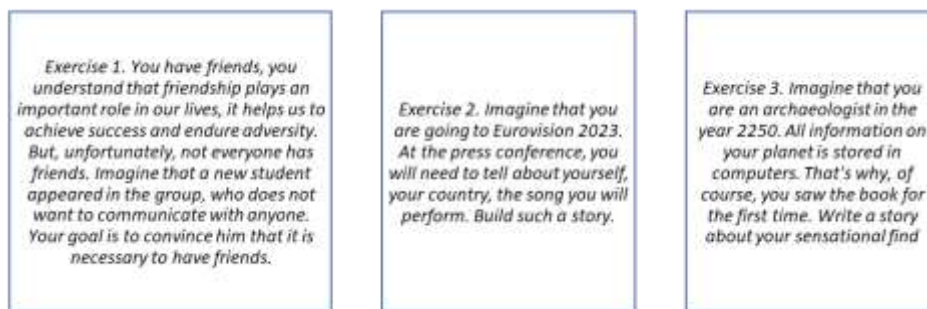 Exercise 1. You have friends, you
understand that friendship plays an
important role in our lives, it helps us to
achieve success and endure adversity.
But, unfortunately, not everyone has
friends. Imagine that a new student
appeared in the group, who does not
want to communicate with anyone.
Your goal is to convince him that it is
necessary to have friends.
Exercise 2. Imagine that you
are going to Eurovision 2023.
At the press conference, you
will need to tell about yourself,
your country, the song you will
perform. Build such a story.
Exercise 3. Imagine that you
are an archaeologist in the
year 2250. All information on
your planet is stored in
computers. That's why, of
course, you saw the book for
the first time. Write a story
about your sensational find